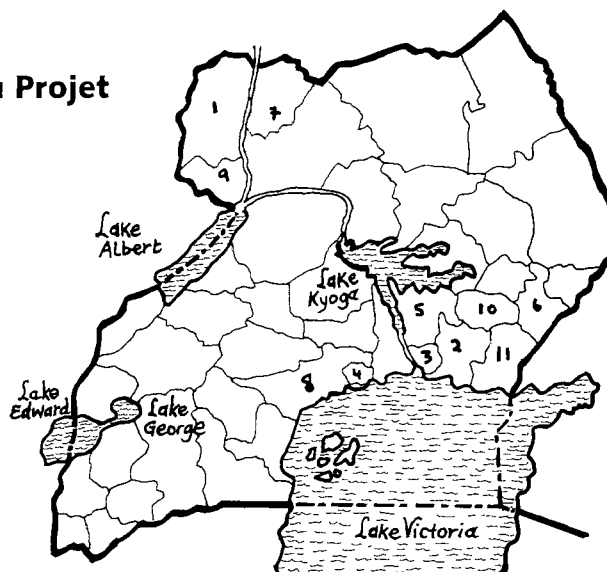 Projet
1
7
9
Lake
Albert
Lake
Kyoga
5
10
6
3
2
11
8
4
Lake
Edward
Lake
George
Lake Victoria